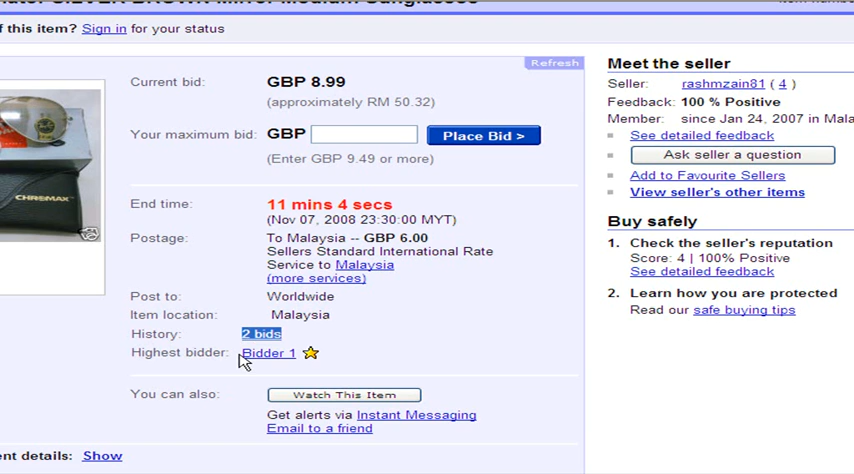 SILVER BROWN Mirror Medium Sunglasses
of this item? Sign in for your status
Refresh
Current bid: GBP 8.99
(approximately RM 50.32)
Your maximum bid: GBP Place Bid >
(Enter GBP 9.49 or more)
CHROMAX
End time: 11 mins 4 secs
(Nov 07, 2008 23:30:00 MYT)
Postage: To Malaysia -- GBP 6.00
Sellers Standard International Rate
Service to Malaysia
(more services)
Post to: Worldwide
Item location: Malaysia
History: 2 bids
Highest bidder: Bidder 1
You can also: Watch This Item
Get alerts via Instant Messaging
Email to a friend
details: Show
Meet the seller
Seller: rashmzain81 ( 4 )
Feedback: 100 % Positive
Member: since Jan 24, 2007 in Mala
See detailed feedback
Ask seller a question
Add to Favourite Sellers
View seller's other items
Buy safely
1. Check the seller's reputation
Score: 4 | 100% Positive
See detailed feedback
2. Learn how you are protected
Read our safe buying tips